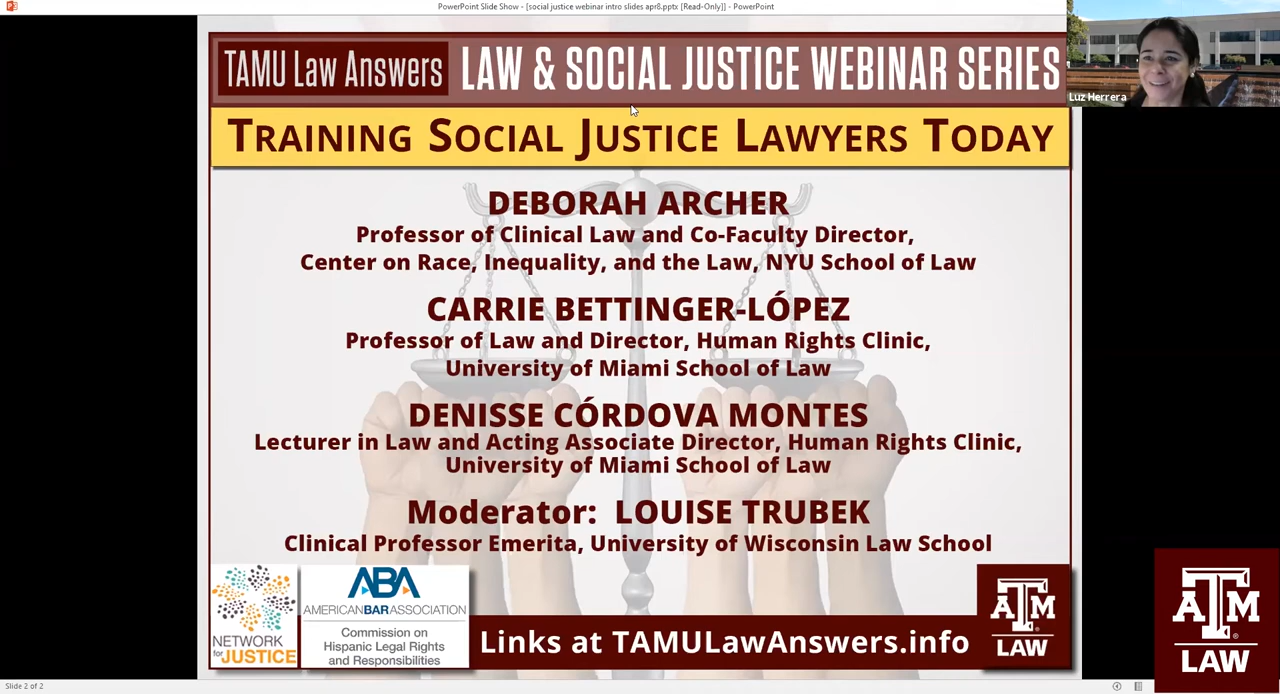 PowerPoint Slide Show - [social justice webinar intro slides apr8.pptx [Read-Only]] - PowerPoint
TAMU Law Answers LAW & SOCIAL JUSTICE WEBINAR SERIES
Luz Herrera
TRAINING SOCIAL JUSTICE LAWYERS TODAY
DEBORAH ARCHER
Professor of Clinical Law and Co-Faculty Director,
Center on Race, Inequality, and the Law, NYU School of Law
CARRIE BETTINGER-LÓPEZ
Professor of Law and Director, Human Rights Clinic,
University of Miami School of Law
DENISSE CÓRDOVA MONTES
Lecturer in Law and Acting Associate Director, Human Rights Clinic,
University of Miami School of Law
Moderator: LOUISE TRUBEK
Clinical Professor Emerita, University of Wisconsin Law School
NETWORK
for JUSTICE
ABA
AMERICANBARASSOCIATION
Commission on
Hispanic Legal Rights
and Responsibilities
Links at TAMULawAnswers.info
ATM
LAW
ATM
LAW
Slide 2 of 2